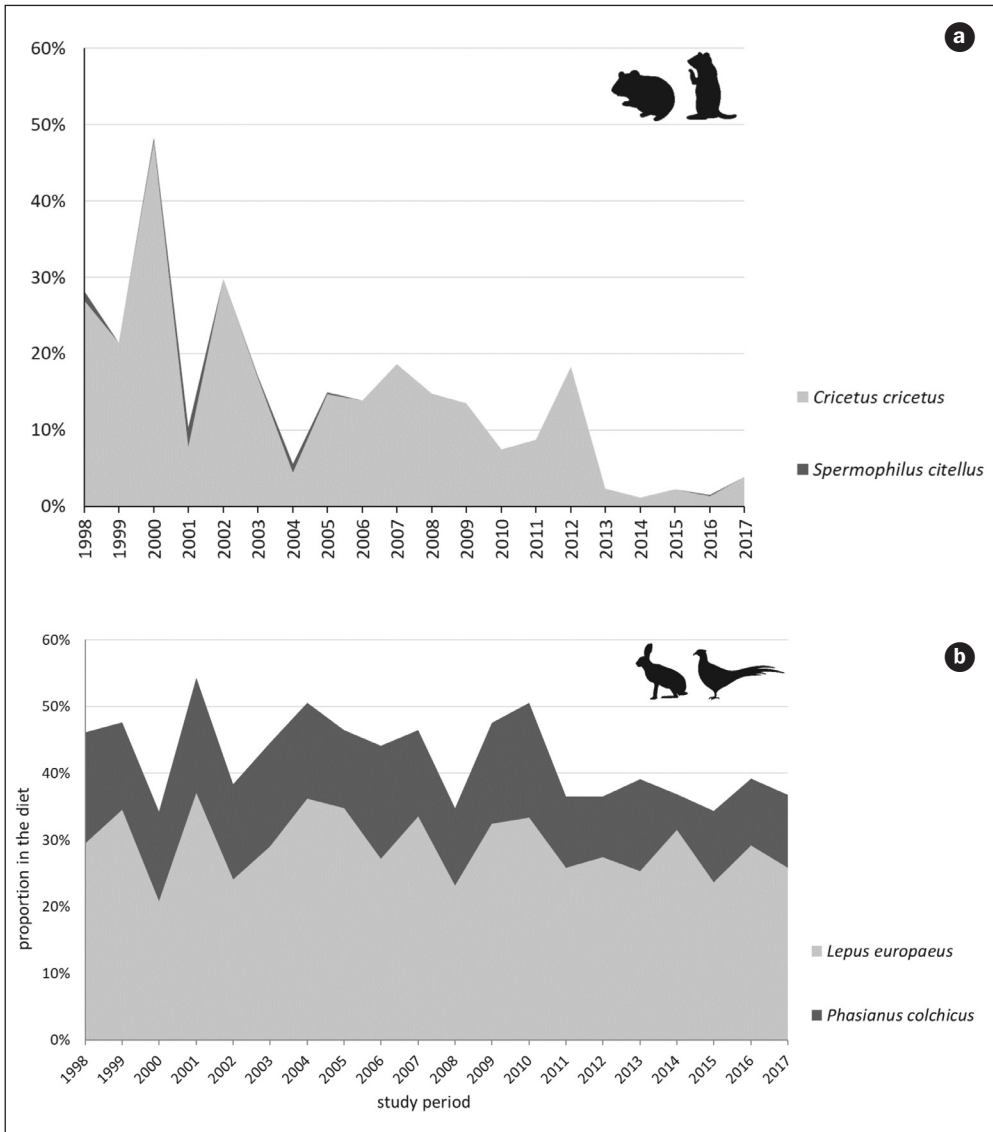 a
60%
50%
40%
30%
20%
10%
0%
1998 1999 2000 2001 2002 2003 2004 2005 2006 2007 2008 2009 2010 2011 2012 2013 2014 2015 2016 2017
Cricetus cricetus
Spermophilus citellus
b
60%
50%
40%
30%
20%
10%
0%
proportion in the diet
1998 1999 2000 2001 2002 2003 2004 2005 2006 2007 2008 2009 2010 2011 2012 2013 2014 2015 2016 2017
study period
Lepus europaeus
Phasianus colchicus